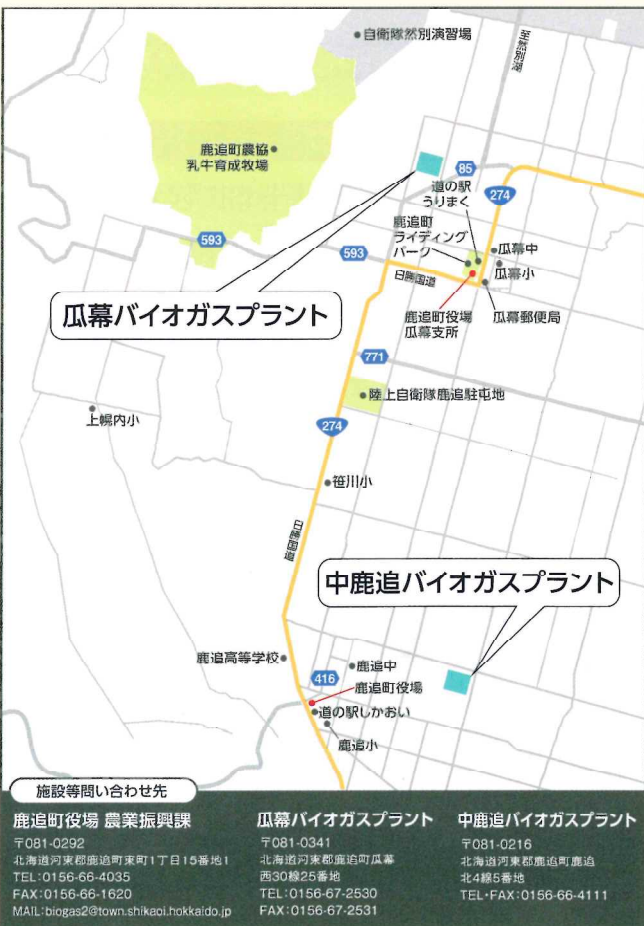 自衛隊然別演習場
至然別湖
鹿追町農協
乳牛育成牧場
85
道の駅
うりまく
274
鹿追町
ライディング
パーク
593
593
瓜幕中
瓜幕小
日勝国道
瓜幕バイオガスプラント
鹿追町役場
瓜幕支所
瓜幕郵便局
771
陸上自衛隊鹿追駐屯地
上幌内小
274
笹川小
日勝国道
中鹿追バイオガスプラント
鹿追高等学校
鹿追中
416
鹿追町役場
道の駅しかおい
鹿追小
施設等問い合わせ先
鹿追町役場 農業振興課
〒081-0292
北海道河東郡鹿追町東町1丁目15番地1
TEL:0156-66-4035
FAX:0156-66-1620
MAIL:biogas2@town.shikaoi.hokkaido.jp
瓜幕バイオガスプラント
〒081-0341
北海道河東郡鹿追町瓜幕
西30線25番地
TEL:0156-67-2530
FAX:0156-67-2531
中鹿追バイオガスプラント
〒081-0216
北海道河東郡鹿追町鹿追
北4線5番地
TEL・FAX:0156-66-4111